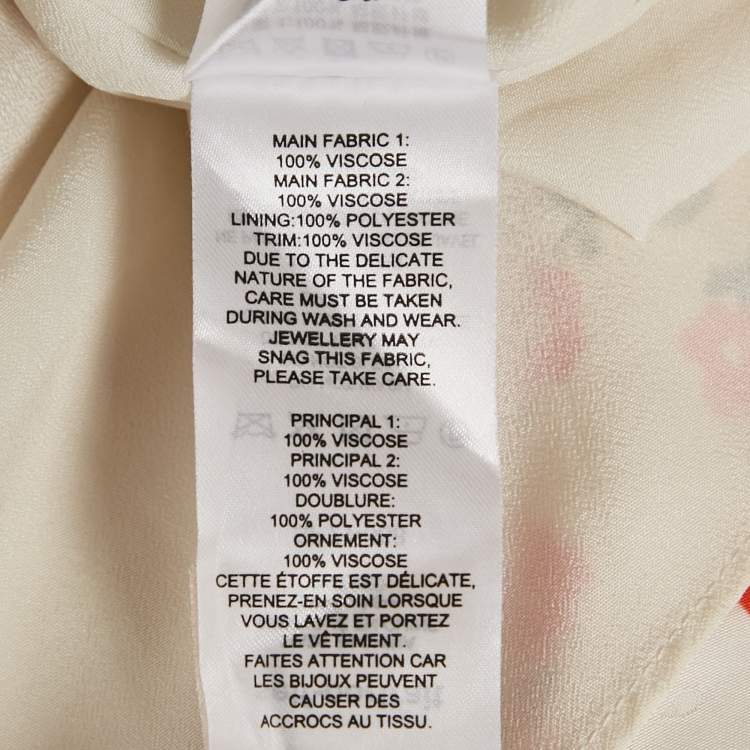 MAIN FABRIC 1:
100% VISCOSE
MAIN FABRIC 2:
100% VISCOSE
LINING:100% POLYESTER
TRIM:100% VISCOSE
DUE TO THE DELICATE
NATURE OF THE FABRIC,
CARE MUST BE TAKEN
DURING WASH AND WEAR.
JEWELLERY MAY
SNAG THIS FABRIC,
PLEASE TAKE CARE.
PRINCIPAL 1:
100% VISCOSE
PRINCIPAL 2:
100% VISCOSE
DOUBLURE:
100% POLYESTER
ORNEMENT:
100% VISCOSE
CETTE ÉTOFFE EST DÉLICATE,
PRENEZ-EN SOIN LORSQUE
VOUS LAVEZ ET PORTEZ
LE VÊTEMENT.
FAITES ATTENTION CAR
LES BIJOUX PEUVENT
CAUSER DES
ACCROCS AU TISSU.